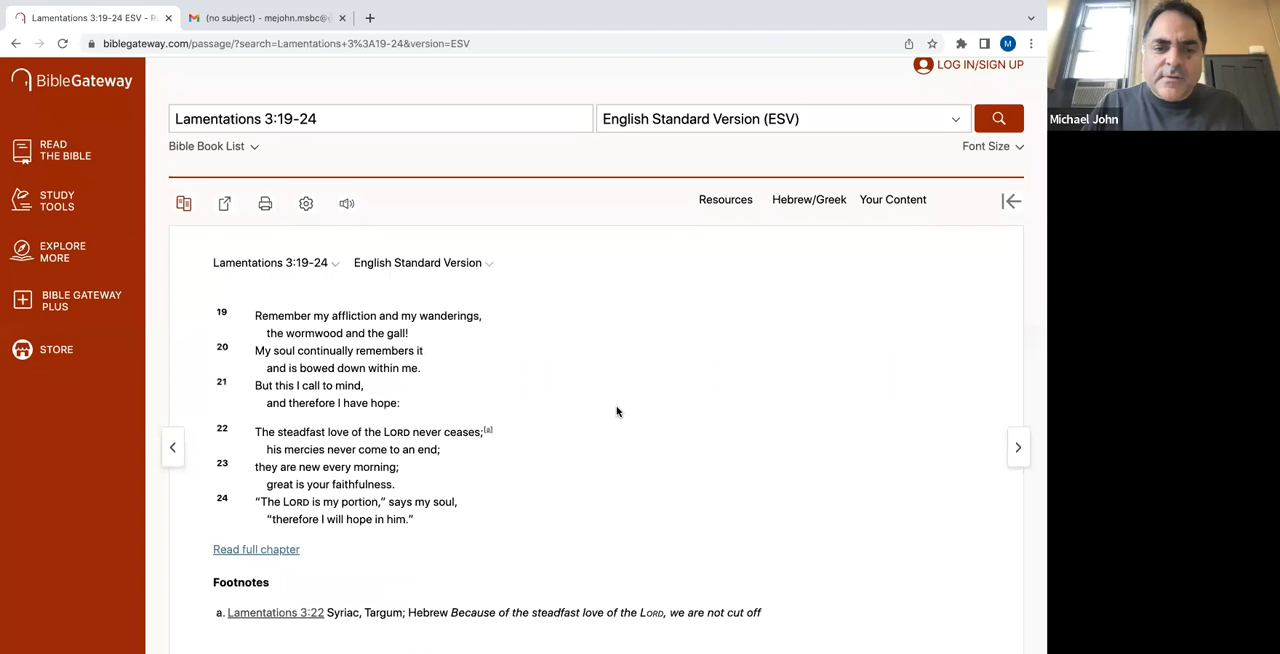 Lamentations 3:19-24 ESV - 
(no subject) - mejohn.msbc@
biblegateway.com/passage/?search=Lamentations+3%3A19-24&version=ESV
M
BibleGateway
LOG IN/SIGN UP
Lamentations 3:19-24
English Standard Version (ESV)
Bible Book List
Font Size
READ
THE BIBLE
STUDY
TOOLS
EXPLORE
MORE
BIBLE GATEWAY
PLUS
STORE
Resources
Hebrew/Greek
Your Content
Lamentations 3:19-24
English Standard Version
19 Remember my affliction and my wanderings,
the wormwood and the gall!
20 My soul continually remembers it
and is bowed down within me.
21 But this I call to mind,
and therefore I have hope:
22 The steadfast love of the LORD never ceases;[a]
his mercies never come to an end;
23 they are new every morning;
great is your faithfulness.
24 “The LORD is my portion,” says my soul,
“therefore I will hope in him.”
Read full chapter
Footnotes
a. Lamentations 3:22 Syriac, Targum; Hebrew Because of the steadfast love of the LORD, we are not cut off
Michael John